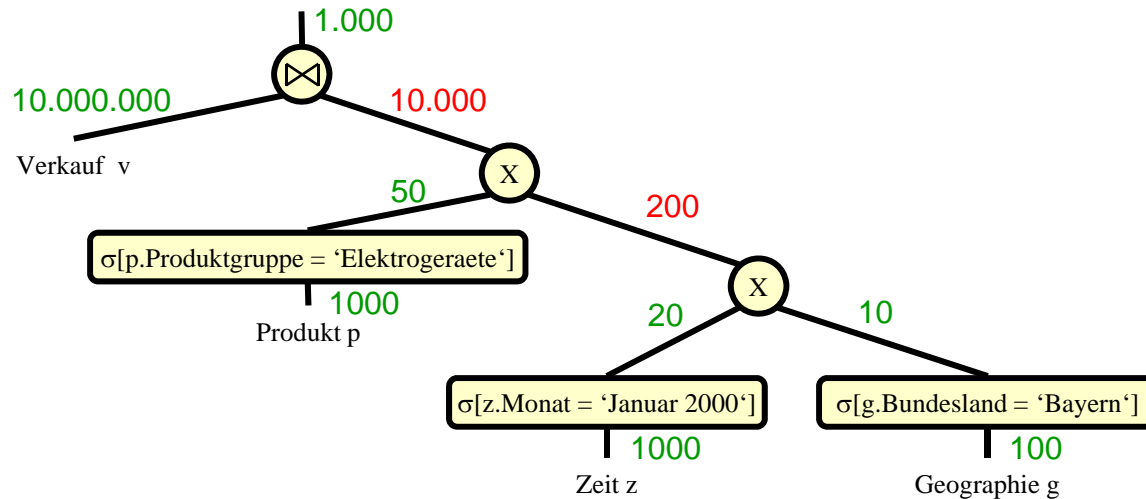 1.000
⋈
10.000.000
10.000
Verkauf v
X
50
200
σ[p.Produktgruppe = ‘Elektrogeraete‘]
X
1000
Produkt p
20
10
σ[z.Monat = ‘Januar 2000‘]
σ[g.Bundesland = ‘Bayern‘]
1000
100
Zeit z
Geographie g